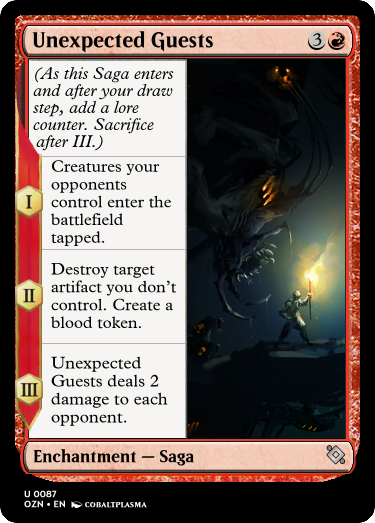 Unexpected Guests 3
(As this Saga enters
and after your draw
step, add a lore
counter. Sacrifice
after III.)
I
Creatures your
opponents
control enter the
battlefield
tapped.
II
Destroy target
artifact you don't
control. Create a
blood token.
III
Unexpected
Guests deals 2
damage to each
opponent.
Enchantment — Saga
U 0087
OZN • EN COBALTPLASMA